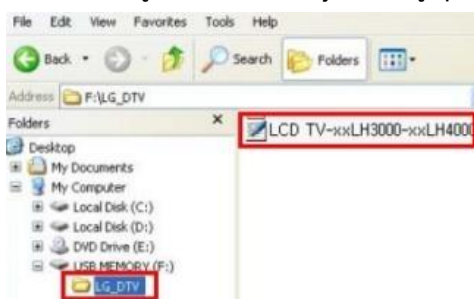 File Edit View Favorites Tools Help
Back Search Folders
Address F:\LG_DTV
Folders x LCD TV-xxLH3000-xxLH4000
Desktop
My Documents
My Computer
Local Disk (C:)
Local Disk (D:)
DVD Drive (E:)
USB MEMORY (F:)
LG_DTV